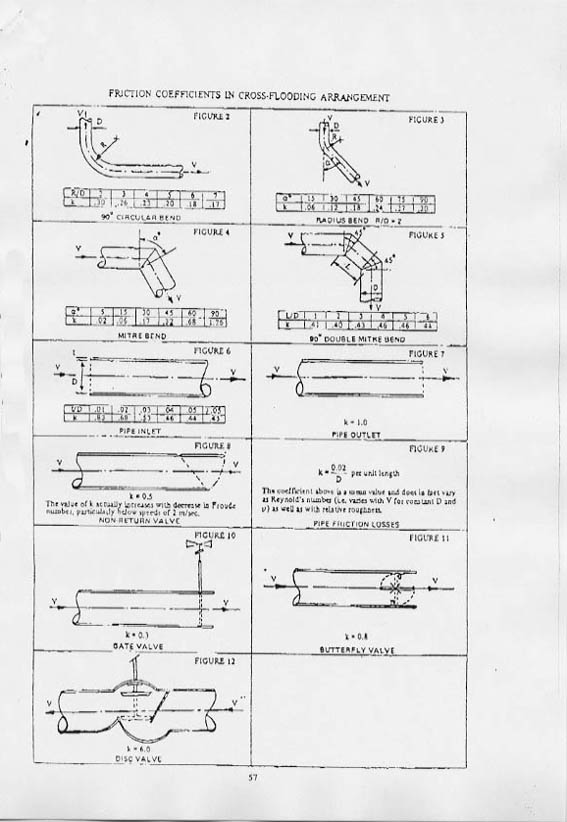 FRICTION COEFFICIENTS IN CROSS-FLOODING ARRANGEMENT
FIGURE 2
V
D
R
V
R/D 2 3 4 5 6 7
k .30 .26 .23 .20 .18 .17
90° CIRCULAR BEND
FIGURE 3
V
D
R
α
V
α° 15 30 45 60 75 90
k .06 .12 .18 .24 .27 .30
RADIUS BEND R/D = 2
FIGURE 4
V
α°
V
α° 5 15 30 45 60 90
k .02 .06 .17 .32 .68 1.26
MITRE BEND
FIGURE 5
V
45°
L
45°
D
V
L/D 1 2 3 4 5 6
k .41 .40 .43 .46 .46 .44
90° DOUBLE MITRE BEND
FIGURE 6
t
V
D
V
t/D .01 .02 .03 .04 .05
k .83 .68 .53 .46 .44 .43
PIPE INLET
FIGURE 7
V
V
k = 1.0
PIPE OUTLET
FIGURE 8
V
V
k = 0.5
The value of k actually increases with decrease in Froude
number, particularly below speeds of 2 m/sec.
NON RETURN VALVE
FIGURE 9
k = 0.02 per unit length
D
The coefficient above is a mean value and does in fact vary
as Reynold's number (i.e. varies with V for constant D and
υ) as well as with relative roughness.
PIPE FRICTION LOSSES
FIGURE 10
V
V
k = 0.3
GATE VALVE
FIGURE 11
V
V
k = 0.8
BUTTERFLY VALVE
FIGURE 12
V
V
k = 6.0
DISC VALVE
57